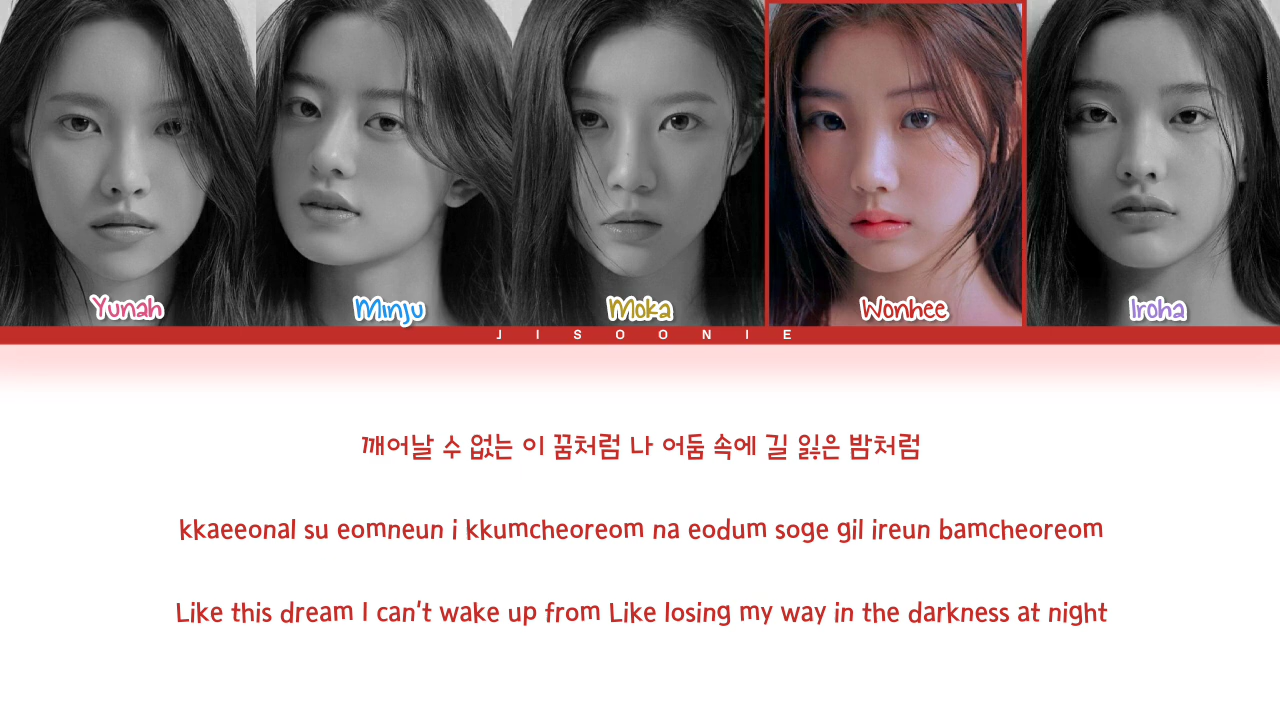 Yunah
Minju
Moka
Wonhee
Iroha
JISOONIE
깨어날 수 없는 이 꿈처럼 나 어둠 속에 길 잃은 밤처럼
kkaeeonal su eomneun i kkumcheoreom na eodum soge gil ireun bamcheoreom
Like this dream I can't wake up from Like losing my way in the darkness at night